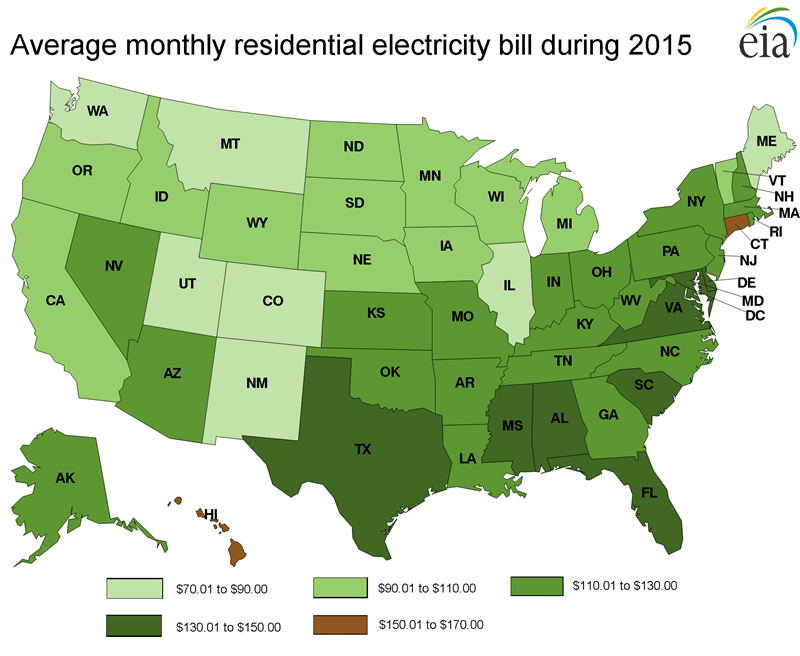 eia
Average monthly residential electricity bill during 2015
WA
MT
ND
MN
ME
OR
ID
SD
WI
MI
VT
NH
NY
MA
WY
RI
CT
IA
NE
PA
NJ
NV
UT
CO
IL
IN
OH
DE
MD
DC
CA
WV
VA
KS
MO
KY
NC
TN
AZ
NM
OK
AR
SC
GA
MS
AL
TX
LA
AK
FL
HI
$70.01 to $90.00
$90.01 to $110.00
$110.01 to $130.00
$130.01 to $150.00
$150.01 to $170.00